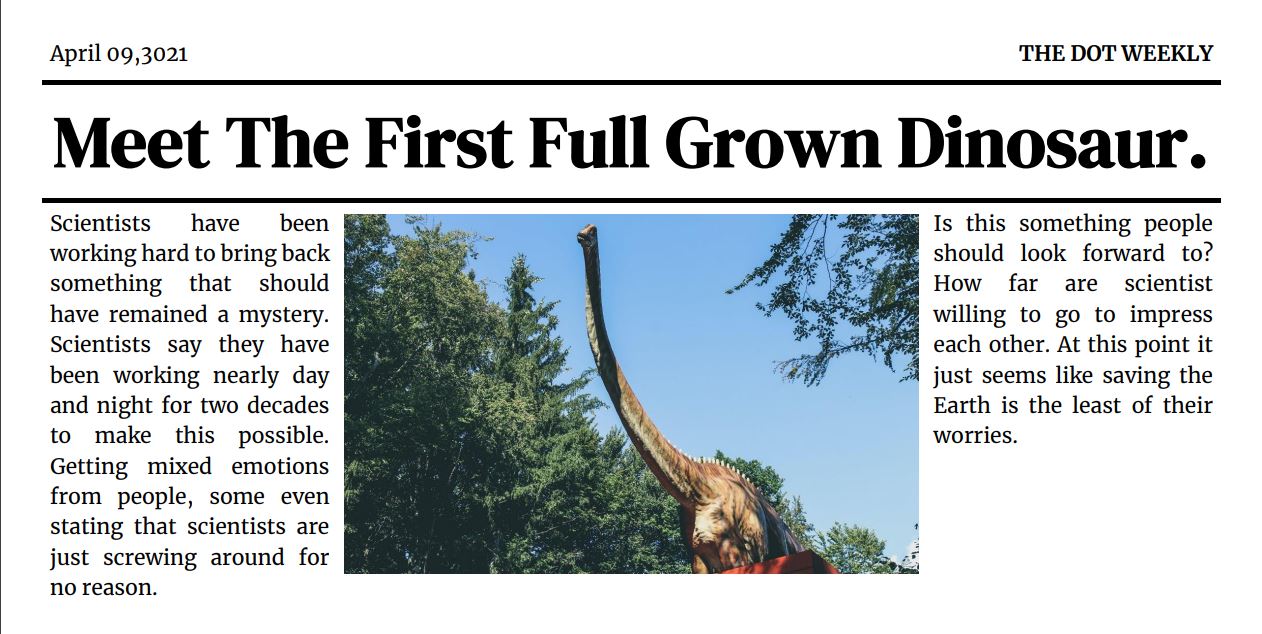 April 09,3021
THE DOT WEEKLY
Meet The First Full Grown Dinosaur.
Scientists have been
working hard to bring back
something that should
have remained a mystery.
Scientists say they have
been working nearly day
and night for two decades
to make this possible.
Getting mixed emotions
from people, some even
stating that scientists are
just screwing around for
no reason.
Is this something people
should look forward to?
How far are scientist
willing to go to impress
each other. At this point it
just seems like saving the
Earth is the least of their
worries.